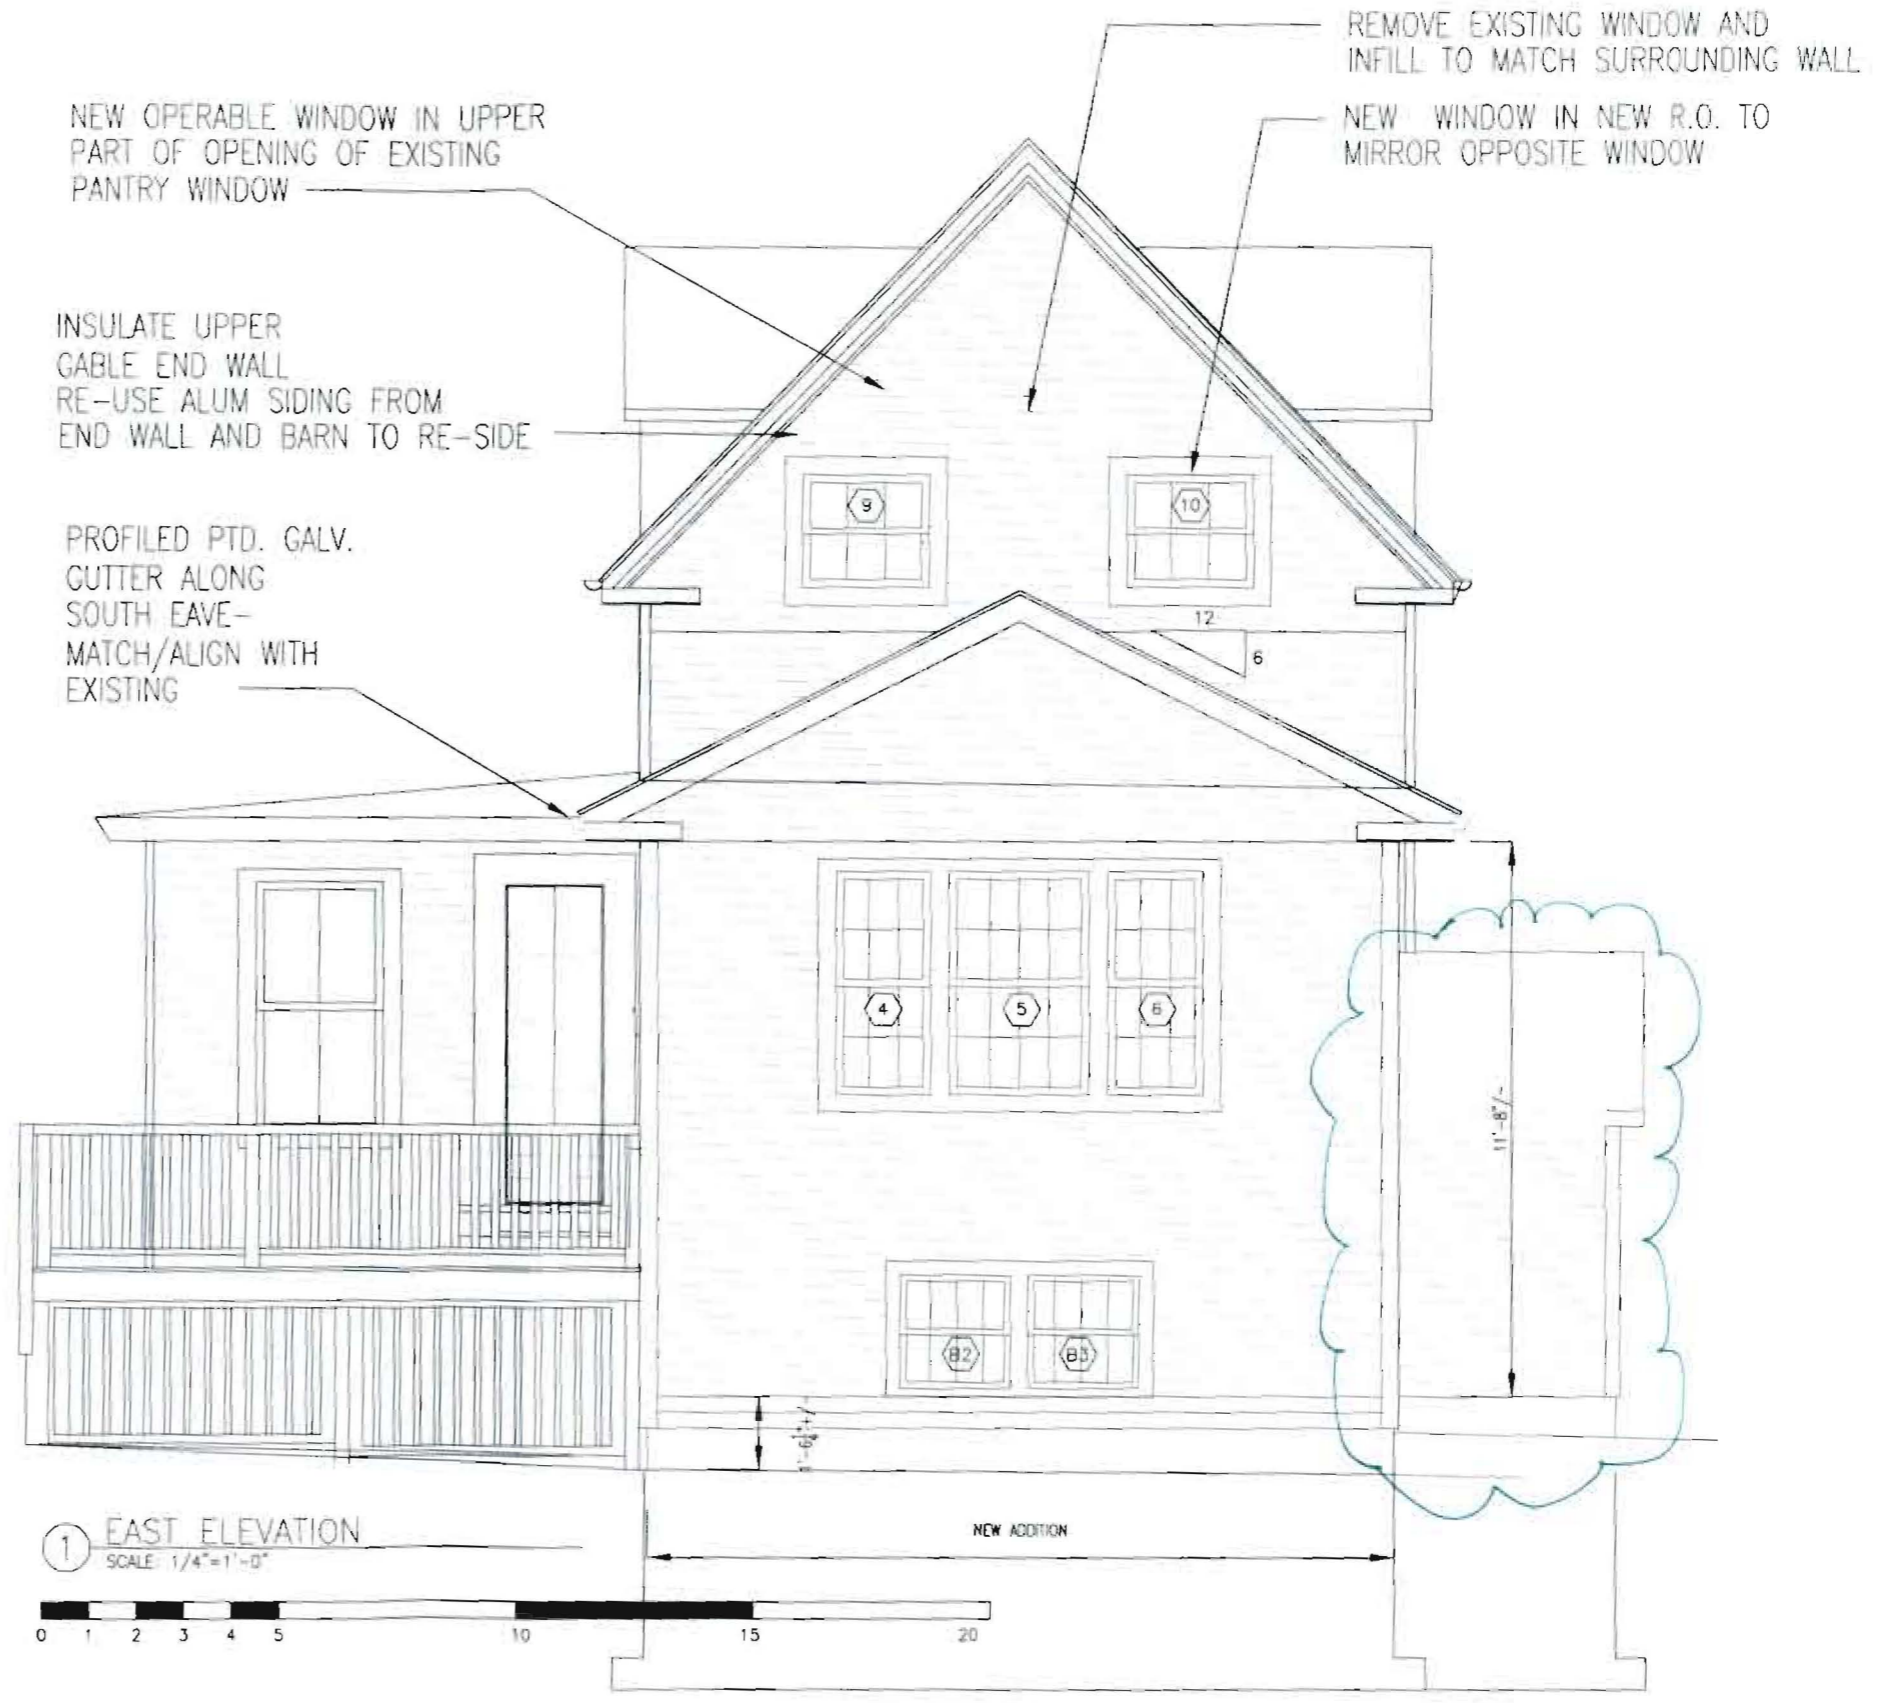 REMOVE EXISTING WINDOW AND
INFILL TO MATCH SURROUNDING WALL
NEW WINDOW IN NEW R.O. TO
MIRROR OPPOSITE WINDOW
NEW OPERABLE WINDOW IN UPPER
PART OF OPENING OF EXISTING
PANTRY WINDOW
INSULATE UPPER
GABLE END WALL
RE-USE ALUM SIDING FROM
END WALL AND BARN TO RE-SIDE
PROFILED PTD. GALV.
GUTTER ALONG
SOUTH EAVE-
MATCH/ALIGN WITH
EXISTING
9
10
12
6
4
5
6
11'-8"/-
B2
B3
1'-6¼"+/-
NEW ADDITION
1
EAST ELEVATION
SCALE: 1/4"=1'-0"
0 1 2 3 4 5 10 15 20